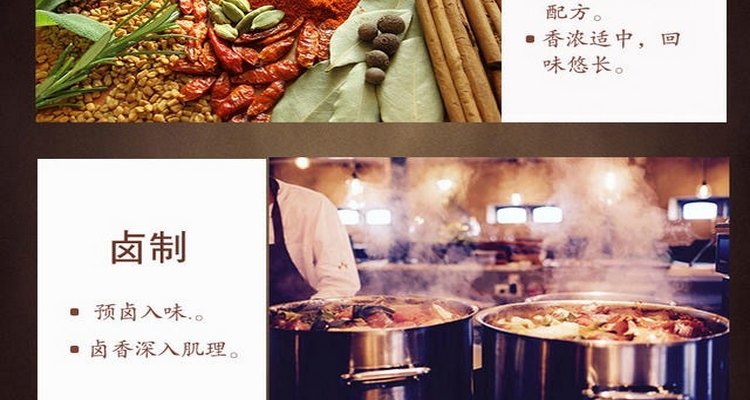 配方。
香浓适中，回
味悠长。
卤制
预卤入味.。
卤香深入肌理。